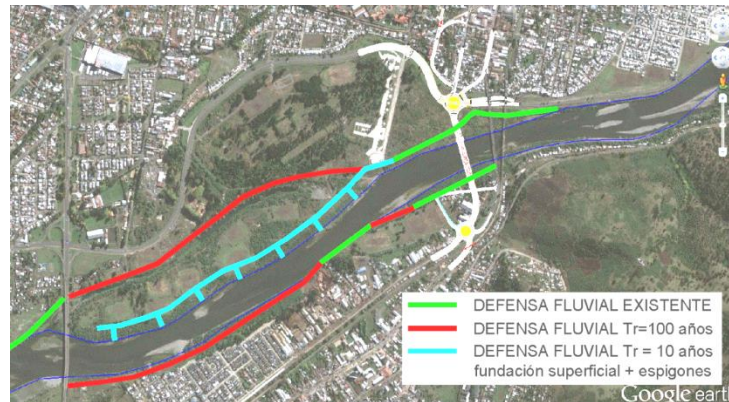 DEFENSA FLUVIAL EXISTENTE
DEFENSA FLUVIAL Tr=100 años
DEFENSA FLUVIAL Tr = 10 años
fundación superficial + espigones
Google earth